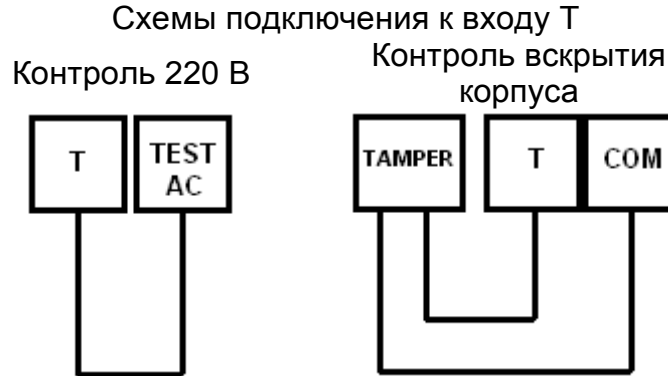 Схемы подключения к входу Т
Контроль 220 В
Т
TEST
AC
Контроль вскрытия
корпуса
TAMPER
Т
COM